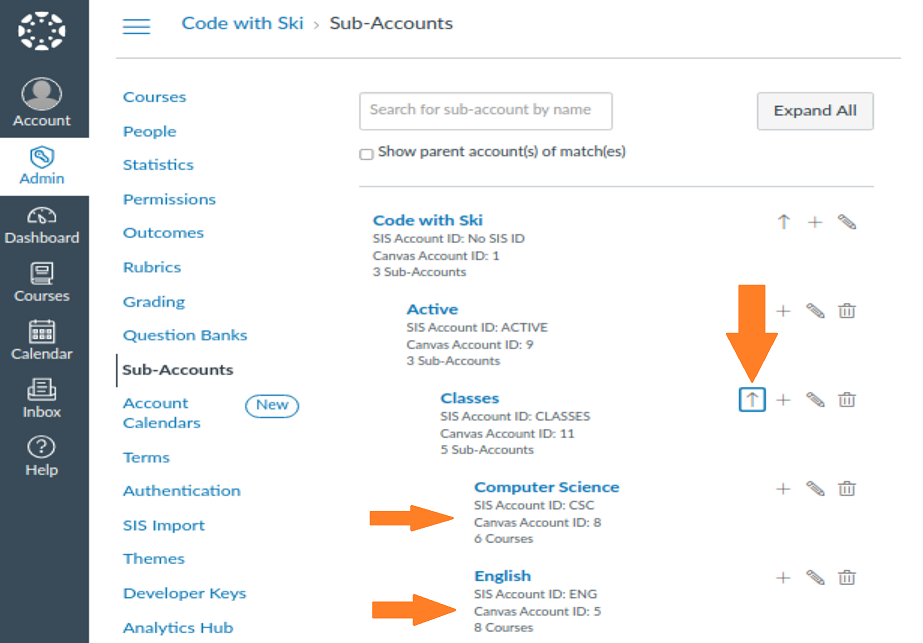 Code with Ski › Sub-Accounts
Account
Admin
Dashboard
Courses
Calendar
Inbox
Help
Courses
People
Statistics
Permissions
Outcomes
Rubrics
Grading
Question Banks
Sub-Accounts
Account
Calendars
New
Terms
Authentication
SIS Import
Themes
Developer Keys
Analytics Hub
Search for sub-account by name
Expand All
Show parent account(s) of match(es)
Code with Ski
SIS Account ID: No SIS ID
Canvas Account ID: 1
3 Sub-Accounts
Active
SIS Account ID: ACTIVE
Canvas Account ID: 9
3 Sub-Accounts
Classes
SIS Account ID: CLASSES
Canvas Account ID: 11
5 Sub-Accounts
Computer Science
SIS Account ID: CSC
Canvas Account ID: 8
6 Courses
English
SIS Account ID: ENG
Canvas Account ID: 5
8 Courses